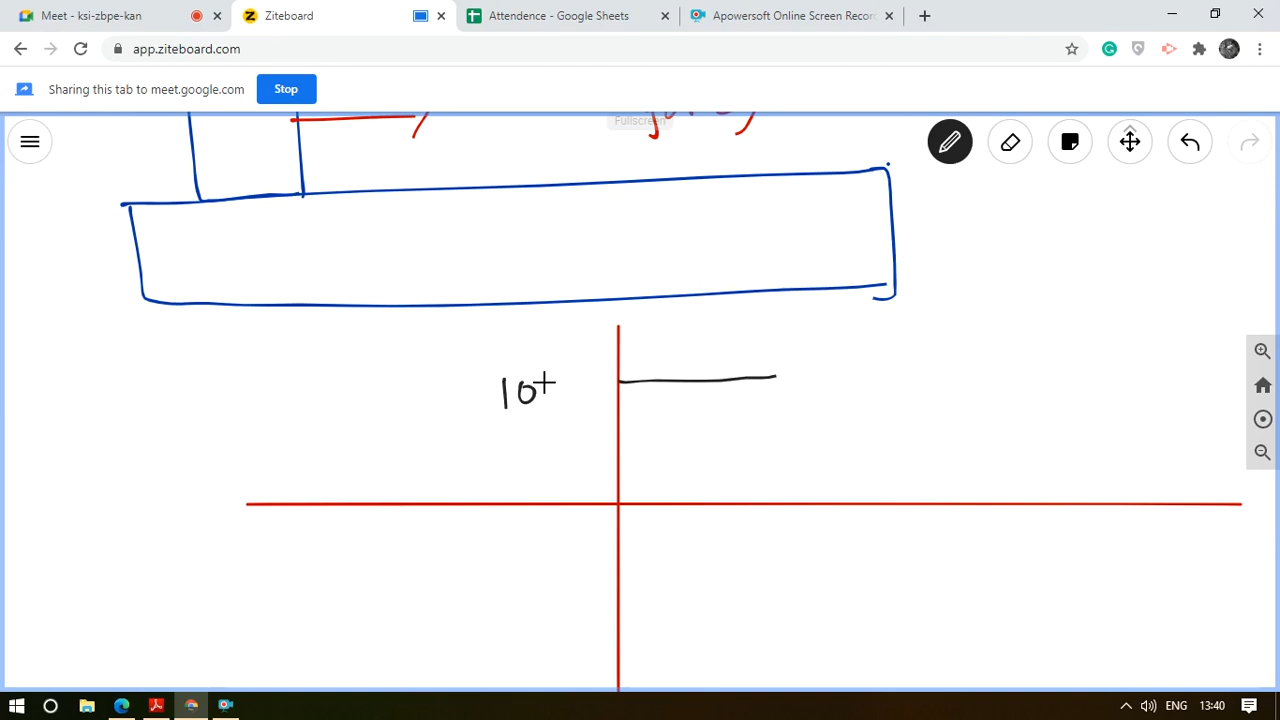 Meet - ksi-zbpe-kan
Ziteboard
Attendence - Google Sheets
Apowersoft Online Screen Recor
app.ziteboard.com
Sharing this tab to meet.google.com
Stop
Fullscreen
10
ENG
13:40